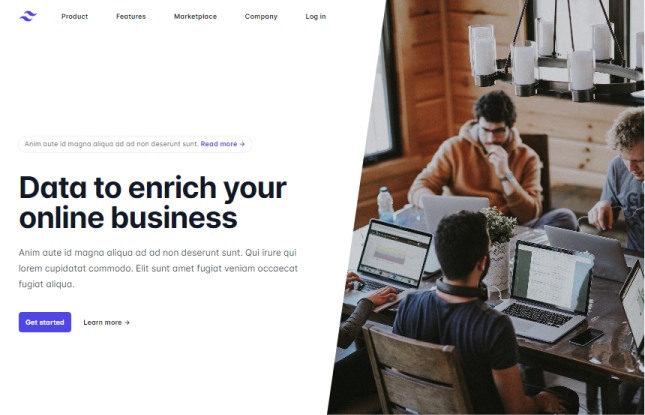 Product Features Marketplace Company Log in
Anim aute id magna aliqua ad ad non deserunt sunt. Read more →
Data to enrich your
online business
Anim aute id magna aliqua ad ad non deserunt sunt. Qui irure qui
lorem cupidatat commodo. Elit sunt amet fugiat veniam occaecat
fugiat aliqua.
Get started Learn more →